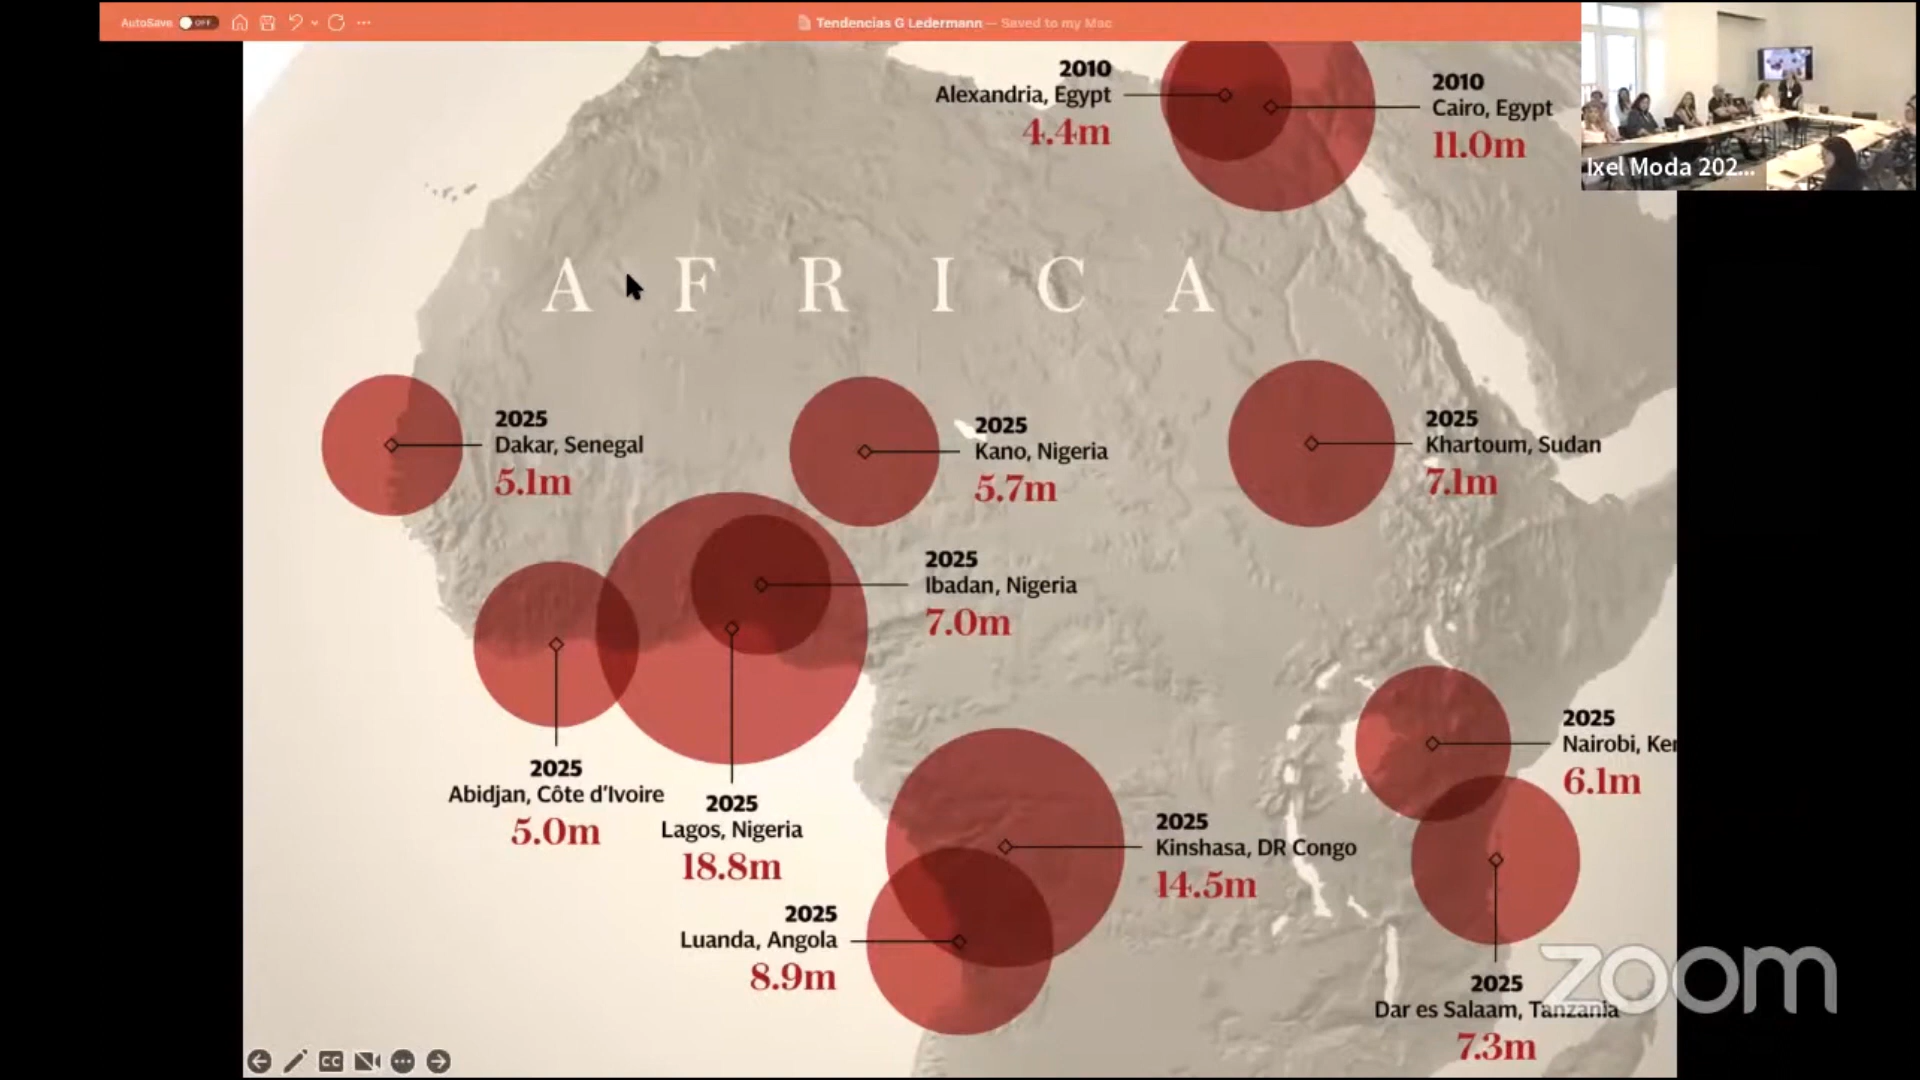 AutoSave OFF
Tendencias G Ledermann — Saved to my Mac
Ixel Moda 202...
2010
Alexandria, Egypt
4.4m
2010
Cairo, Egypt
11.0m
A F R I C A
2025
Dakar, Senegal
5.1m
2025
Kano, Nigeria
5.7m
2025
Khartoum, Sudan
7.1m
2025
Ibadan, Nigeria
7.0m
2025
Abidjan, Côte d'Ivoire
5.0m
2025
Lagos, Nigeria
18.8m
2025
Nairobi, Ker
6.1m
2025
Kinshasa, DR Congo
14.5m
2025
Luanda, Angola
8.9m
2025
Dar es Salaam, Tanzania
7.3m
zoom
CC